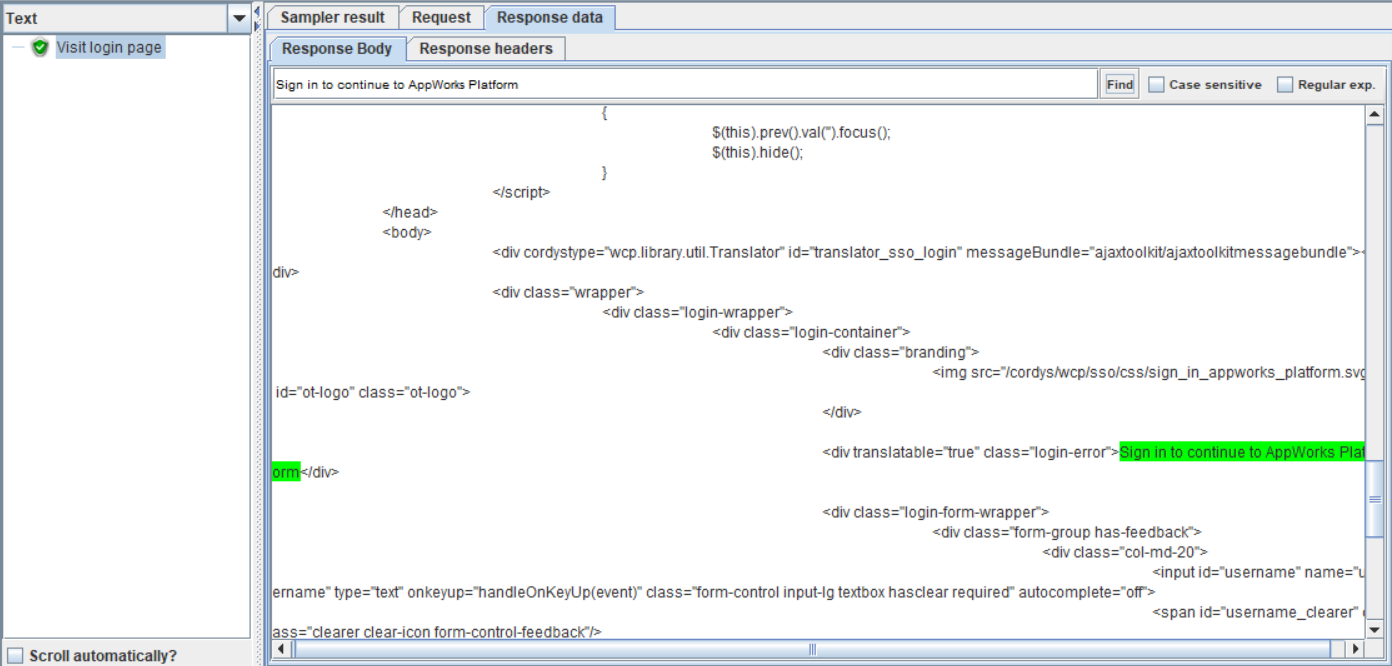 Text
Visit login page
Scroll automatically?
Sampler result Request Response data
Response Body Response headers
Sign in to continue to AppWorks Platform Find Case sensitive Regular exp.
{
$(this).prev().val('').focus();
$(this).hide();
}
</script>
</head>
<body>
<div cordystype="wcp.library.util.Translator" id="translator_sso_login" messageBundle="ajaxtoolkit/ajaxtoolkitmessagebundle"><
div>
<div class="wrapper">
<div class="login-wrapper">
<div class="login-container">
<div class="branding">
<img src="/cordys/wcp/sso/css/sign_in_appworks_platform.svg
id="ot-logo" class="ot-logo">
</div>
<div translatable="true" class="login-error">Sign in to continue to AppWorks Plat
orm</div>
<div class="login-form-wrapper">
<div class="form-group has-feedback">
<div class="col-md-20">
<input id="username" name="u
ername" type="text" onkeyup="handleOnKeyUp(event)" class="form-control input-lg textbox hasclear required" autocomplete="off">
<span id="username_clearer"
ass="clearer clear-icon form-control-feedback"/>